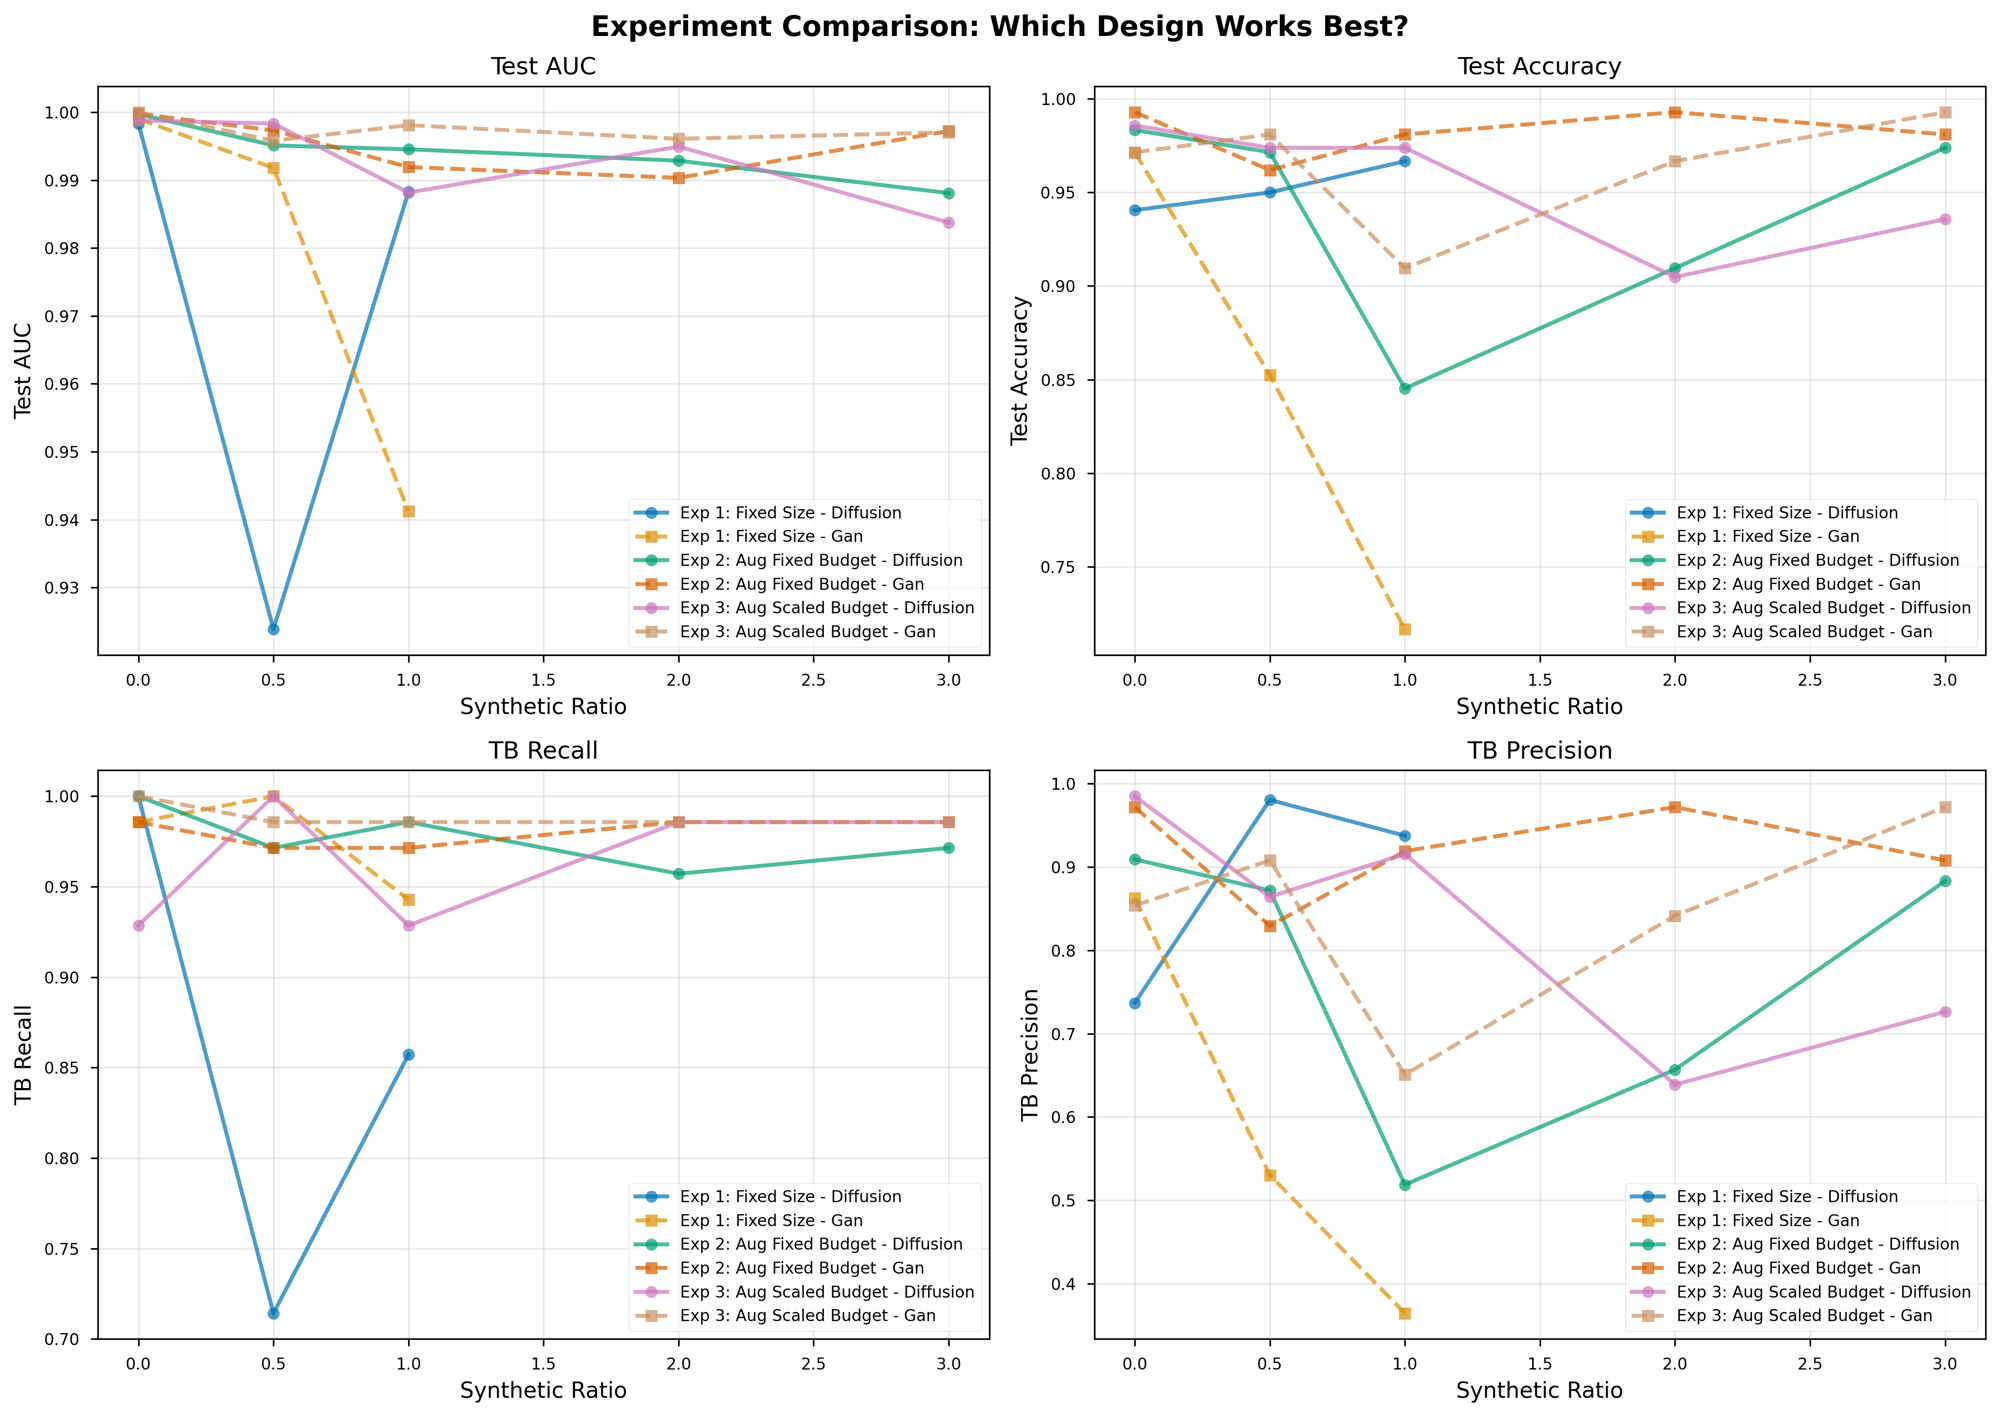 Experiment Comparison: Which Design Works Best?
Test AUC
Test AUC
1.00
0.99
0.98
0.97
0.96
0.95
0.94
0.93
Exp 1: Fixed Size - Diffusion
Exp 1: Fixed Size - Gan
Exp 2: Aug Fixed Budget - Diffusion
Exp 2: Aug Fixed Budget - Gan
Exp 3: Aug Scaled Budget - Diffusion
Exp 3: Aug Scaled Budget - Gan
0.0 0.5 1.0 1.5 2.0 2.5 3.0
Synthetic Ratio
Test Accuracy
Test Accuracy
1.00
0.95
0.90
0.85
0.80
0.75
Exp 1: Fixed Size - Diffusion
Exp 1: Fixed Size - Gan
Exp 2: Aug Fixed Budget - Diffusion
Exp 2: Aug Fixed Budget - Gan
Exp 3: Aug Scaled Budget - Diffusion
Exp 3: Aug Scaled Budget - Gan
0.0 0.5 1.0 1.5 2.0 2.5 3.0
Synthetic Ratio
TB Recall
TB Recall
1.00
0.95
0.90
0.85
0.80
0.75
0.70
Exp 1: Fixed Size - Diffusion
Exp 1: Fixed Size - Gan
Exp 2: Aug Fixed Budget - Diffusion
Exp 2: Aug Fixed Budget - Gan
Exp 3: Aug Scaled Budget - Diffusion
Exp 3: Aug Scaled Budget - Gan
0.0 0.5 1.0 1.5 2.0 2.5 3.0
Synthetic Ratio
TB Precision
TB Precision
1.0
0.9
0.8
0.7
0.6
0.5
0.4
Exp 1: Fixed Size - Diffusion
Exp 1: Fixed Size - Gan
Exp 2: Aug Fixed Budget - Diffusion
Exp 2: Aug Fixed Budget - Gan
Exp 3: Aug Scaled Budget - Diffusion
Exp 3: Aug Scaled Budget - Gan
0.0 0.5 1.0 1.5 2.0 2.5 3.0
Synthetic Ratio